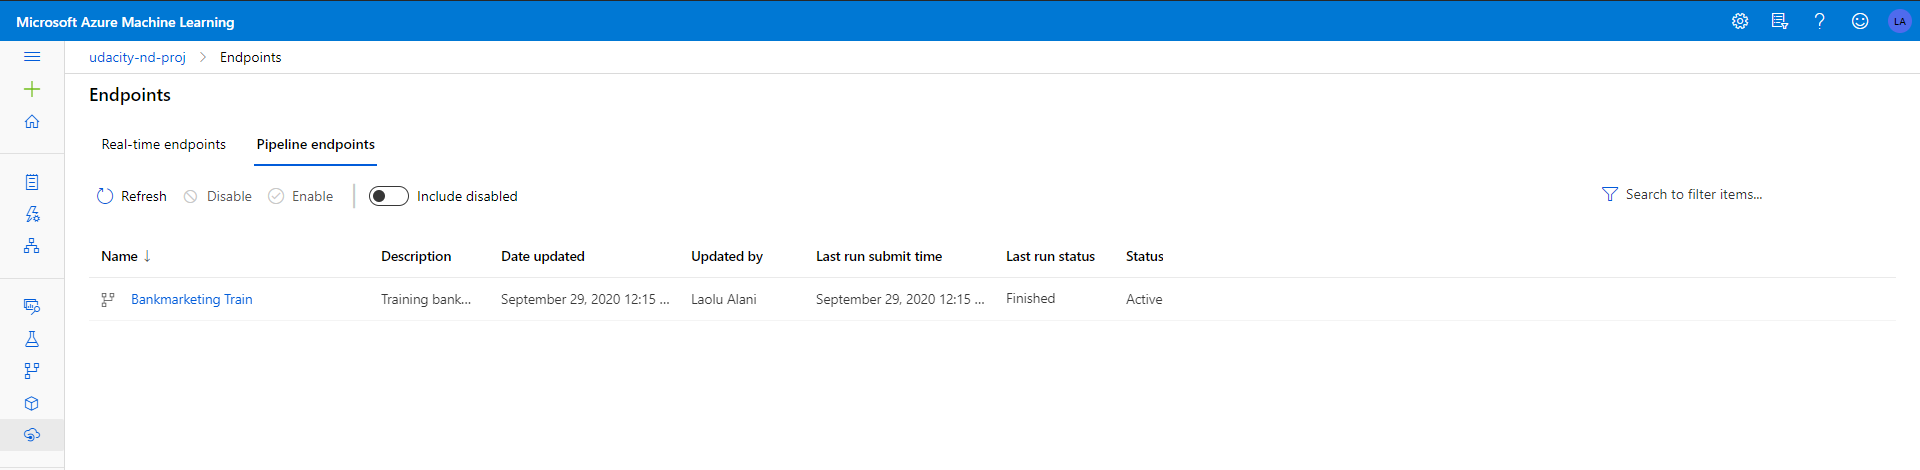 Microsoft Azure Machine Learning
LA
udacity-nd-proj > Endpoints
Endpoints
Real-time endpoints Pipeline endpoints
Refresh Disable Enable Include disabled Search to filter items...
Name ↓ Description Date updated Updated by Last run submit time Last run status Status
Bankmarketing Train Training bank... September 29, 2020 12:15 ... Laolu Alani September 29, 2020 12:15 ... Finished Active